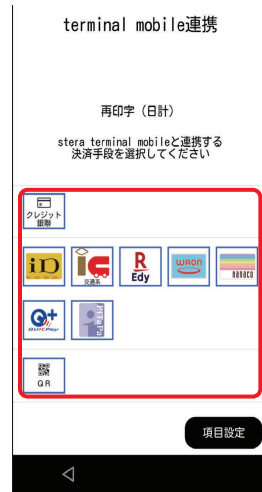 terminal mobile連携
再印字（日計）
stera terminal mobileと連携する
決済手段を選択してください
クレジット
銀聯
iD
交通系
R
Edy
WAON
nanaco
Q+
QUICPay
PiTaPa
QR
項目設定